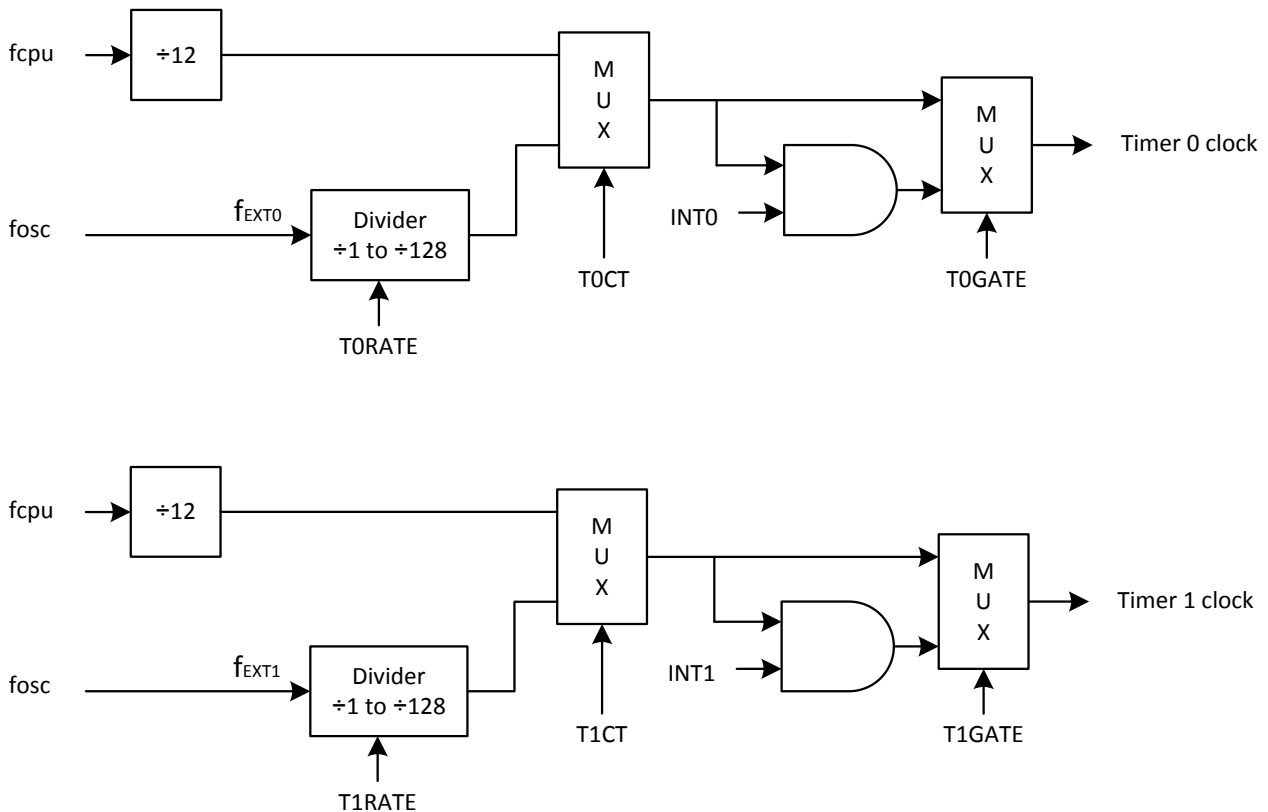 fcpu
÷12
M
U
X
M
U
X
Timer 0 clock
fosc
fEXT0
Divider
÷1 to ÷128
INT0
T0CT
T0GATE
T0RATE
fcpu
÷12
M
U
X
M
U
X
Timer 1 clock
fosc
fEXT1
Divider
÷1 to ÷128
INT1
T1CT
T1GATE
T1RATE